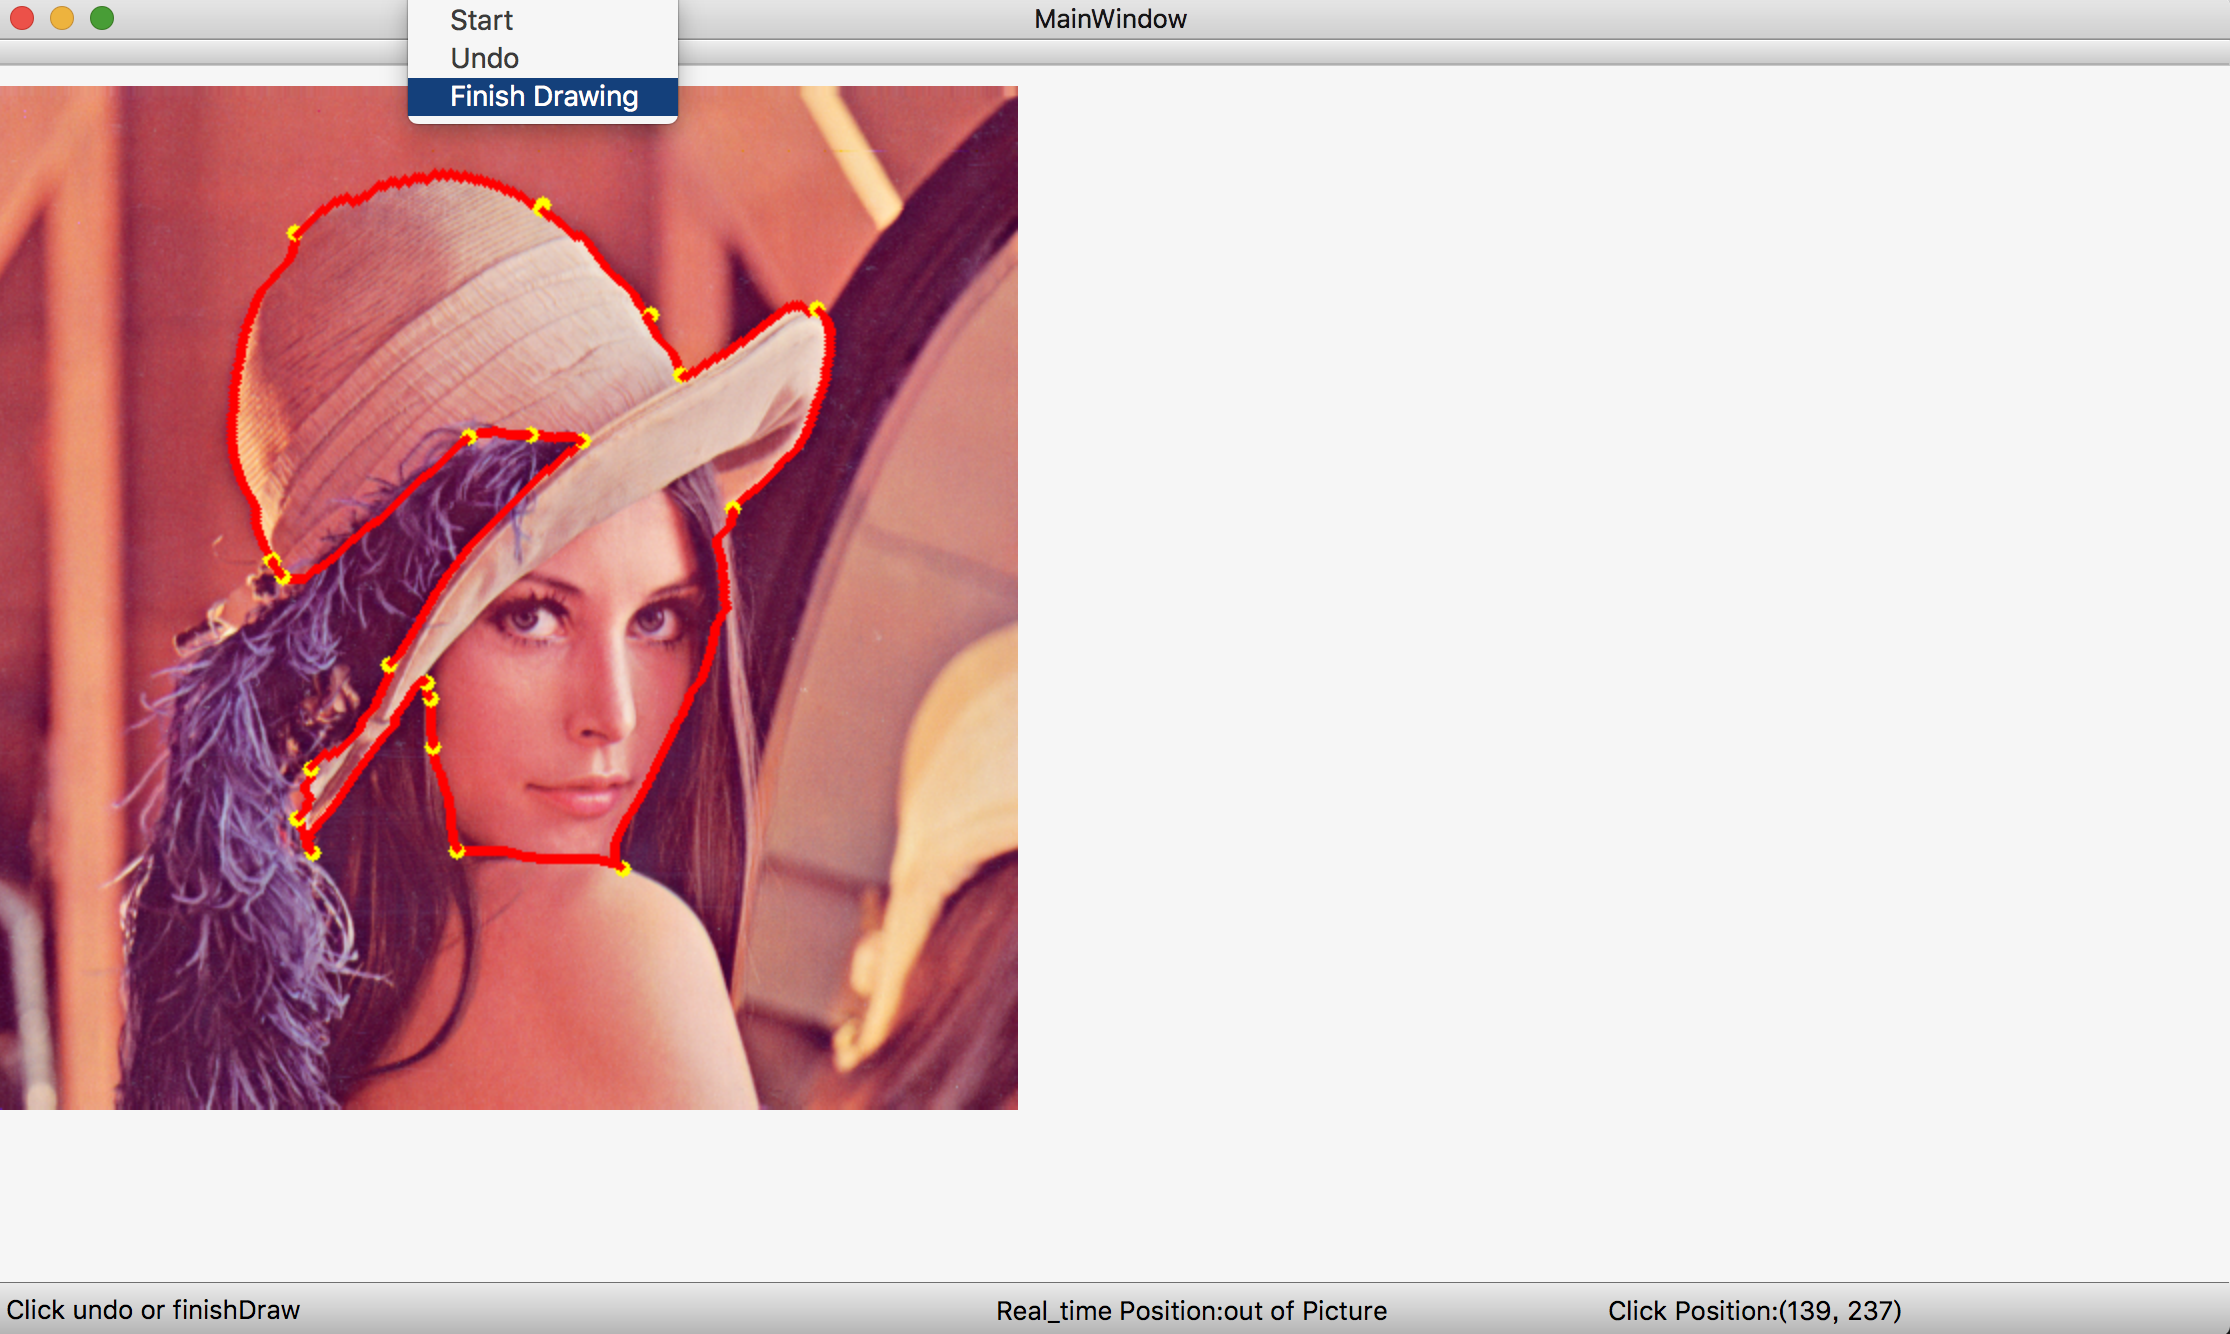 MainWindow
Start
Undo
Finish Drawing
Click undo or finishDraw
Real_time Position:out of Picture
Click Position:(139, 237)